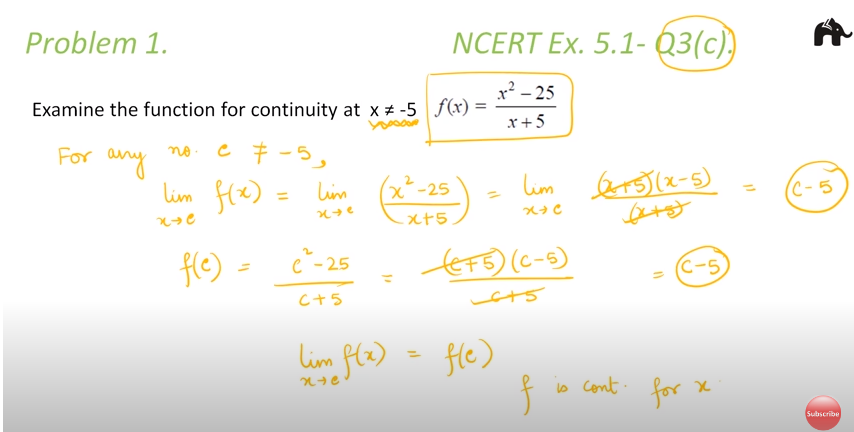 Problem 1. NCERT Ex. 5.1- Q3(c).
Examine the function for continuity at x ≠ -5 f(x) = (x² − 25)/(x + 5)
For any no. c ≠ -5,
lim x→c f(x) = lim x→c (x²-25 / x+5) = lim x→c (x+5)(x-5)/(x+5) = c-5
f(c) = c²-25 / c+5 = (c+5)(c-5) / c+5 = c-5
lim x→c f(x) = f(c)
f is cont. for x
Subscribe